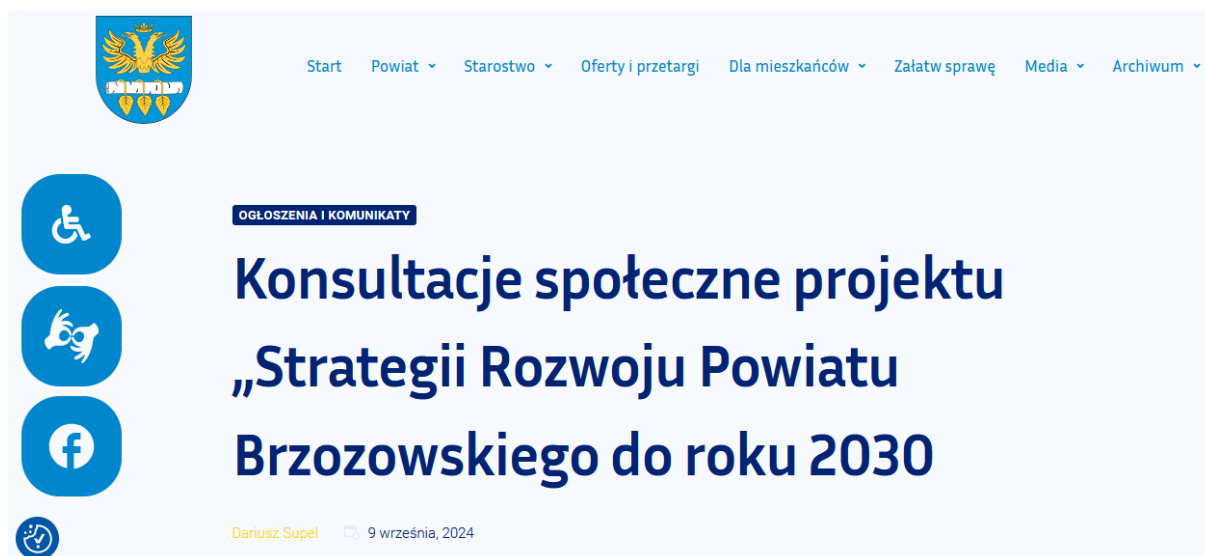 Start Powiat Starostwo Oferty i przetargi Dla mieszkańców Załatw sprawę Media Archiwum
OGŁOSZENIA I KOMUNIKATY
Konsultacje społeczne projektu
„Strategii Rozwoju Powiatu
Brzozowskiego do roku 2030
Dariusz Supel 9 września, 2024